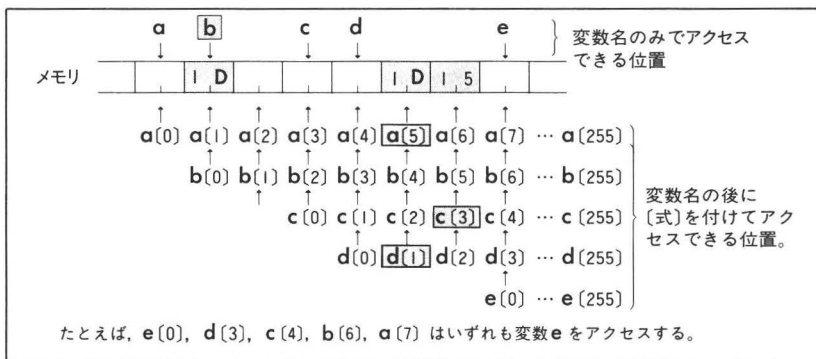 a b c d e
変数名のみでアクセス
できる位置
メモリ 1 D 1 D 1 5
a(0) a(1) a(2) a(3) a(4) a(5) a(6) a(7) … a(255)
b(0) b(1) b(2) b(3) b(4) b(5) b(6) … b(255)
c(0) c(1) c(2) c(3) c(4) … c(255)
d(0) d(1) d(2) d(3) … d(255)
e(0) … e(255)
変数名の後に
〔式〕を付けてアク
セスできる位置。
たとえば, e(0), d(3), c(4), b(6), a(7) はいずれも変数eをアクセスする。